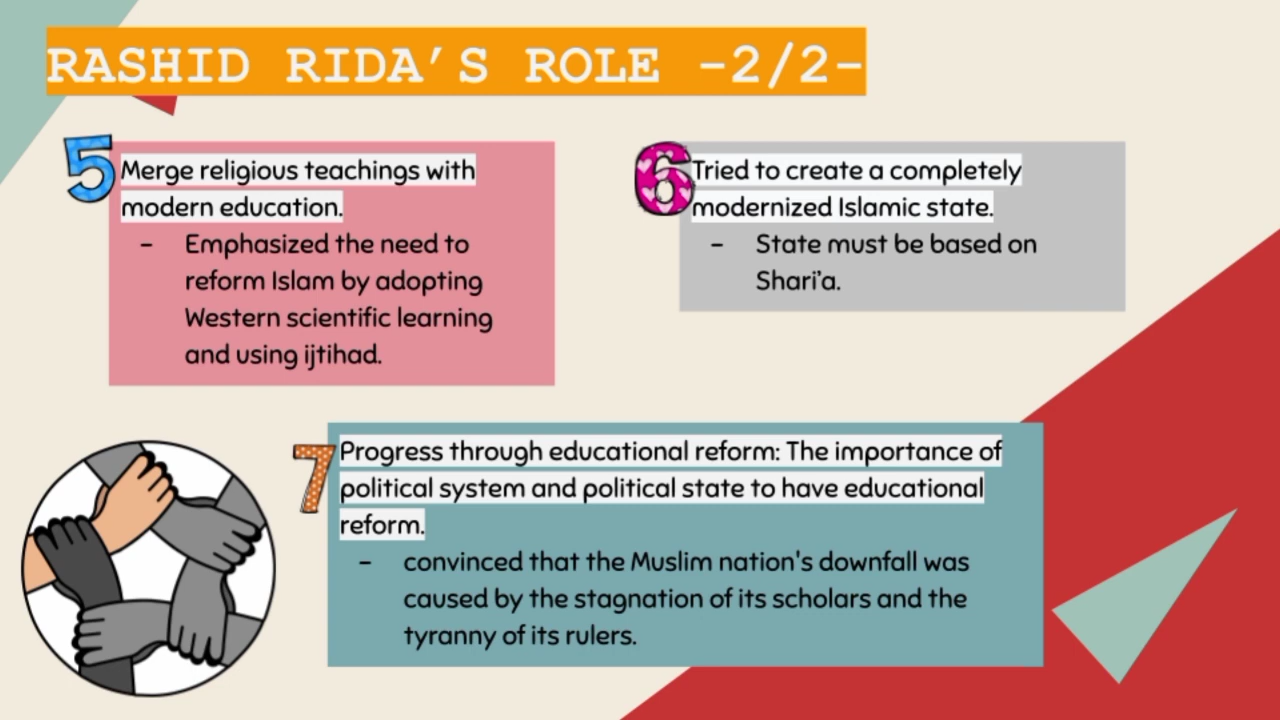 RASHID RIDA'S ROLE -2/2-
5
Merge religious teachings with
modern education.
- Emphasized the need to
reform Islam by adopting
Western scientific learning
and using ijtihad.
6
Tried to create a completely
modernized Islamic state.
- State must be based on
Shari'a.
7
Progress through educational reform: The importance of
political system and political state to have educational
reform.
- convinced that the Muslim nation's downfall was
caused by the stagnation of its scholars and the
tyranny of its rulers.